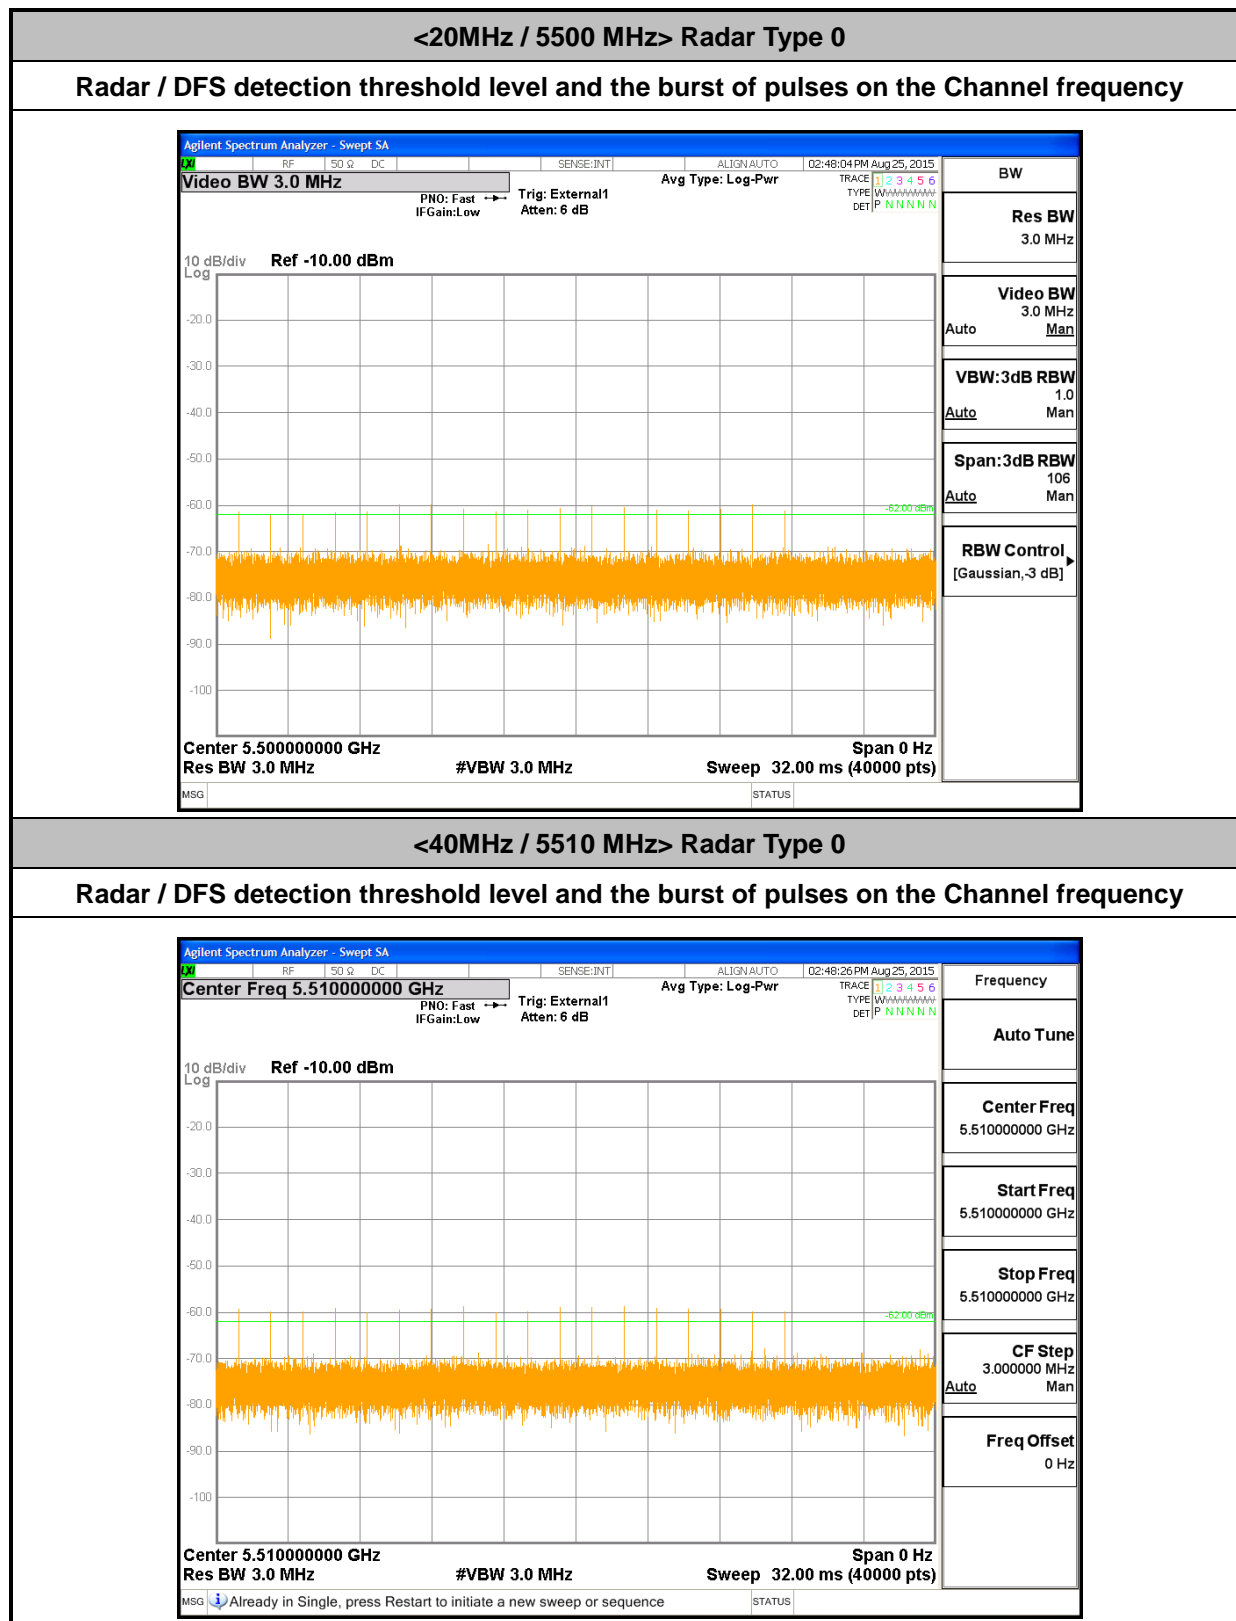 <20MHz / 5500 MHz> Radar Type 0
Radar / DFS detection threshold level and the burst of pulses on the Channel frequency
Agilent Spectrum Analyzer - Swept SA
LXI RF 50 Ω DC SENSE:INT ALIGN AUTO 02:48:04 PM Aug 25, 2015
Video BW 3.0 MHz
PNO: Fast
IFGain:Low
Trig: External1
Atten: 6 dB
Avg Type: Log-Pwr
TRACE 1 2 3 4 5 6
TYPE WWWWWW
DET P N N N N N
10 dB/div
Log
Ref -10.00 dBm
-20.0
-30.0
-40.0
-50.0
-60.0
-62.00 dBm
-70.0
-80.0
-90.0
-100
Center 5.500000000 GHz
Span 0 Hz
Res BW 3.0 MHz
#VBW 3.0 MHz
Sweep 32.00 ms (40000 pts)
MSG
STATUS
BW
Res BW
3.0 MHz
Video BW
3.0 MHz
Auto Man
VBW:3dB RBW
1.0
Auto Man
Span:3dB RBW
106
Auto Man
RBW Control
[Gaussian,-3 dB]
<40MHz / 5510 MHz> Radar Type 0
Radar / DFS detection threshold level and the burst of pulses on the Channel frequency
Agilent Spectrum Analyzer - Swept SA
LXI RF 50 Ω DC SENSE:INT ALIGN AUTO 02:48:26 PM Aug 25, 2015
Center Freq 5.510000000 GHz
PNO: Fast
IFGain:Low
Trig: External1
Atten: 6 dB
Avg Type: Log-Pwr
TRACE 1 2 3 4 5 6
TYPE WWWWWW
DET P N N N N N
10 dB/div
Log
Ref -10.00 dBm
-20.0
-30.0
-40.0
-50.0
-60.0
-62.00 dBm
-70.0
-80.0
-90.0
-100
Center 5.510000000 GHz
Span 0 Hz
Res BW 3.0 MHz
#VBW 3.0 MHz
Sweep 32.00 ms (40000 pts)
MSG
Already in Single, press Restart to initiate a new sweep or sequence
STATUS
Frequency
Auto Tune
Center Freq
5.510000000 GHz
Start Freq
5.510000000 GHz
Stop Freq
5.510000000 GHz
CF Step
3.000000 MHz
Auto Man
Freq Offset
0 Hz